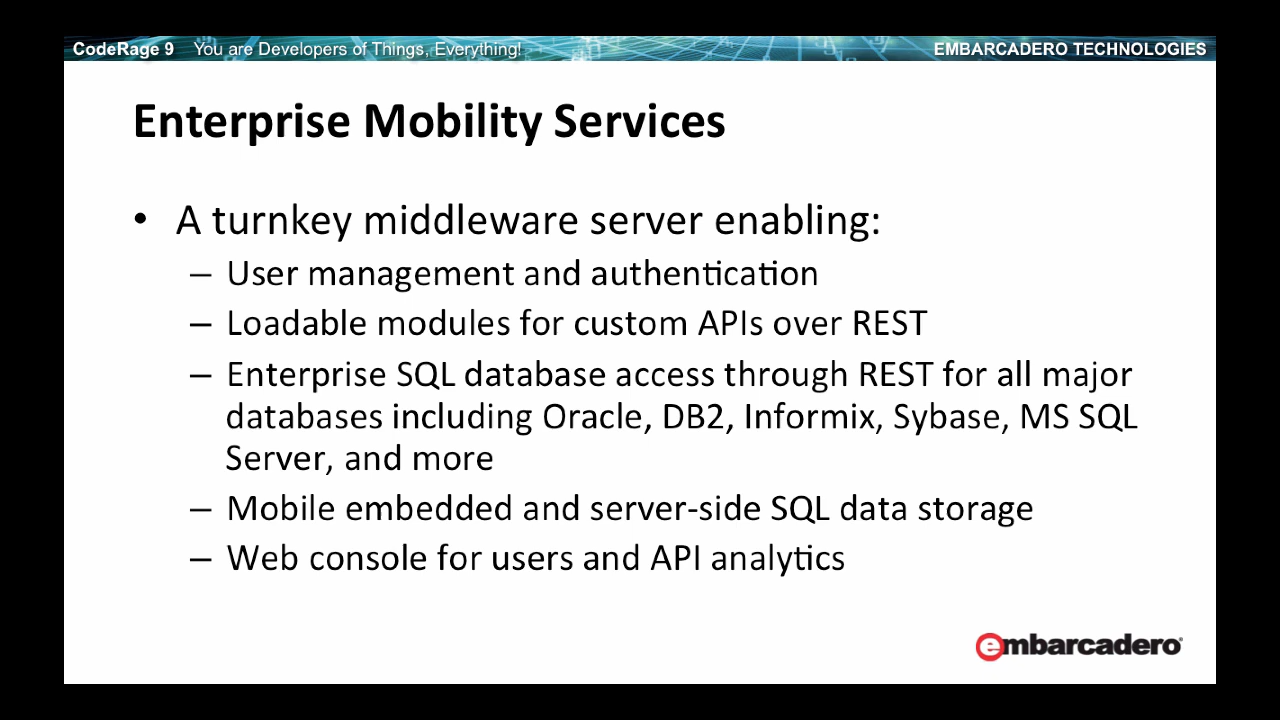 CodeRage 9 You are Developers of Things, Everything! EMBARCADERO TECHNOLOGIES
Enterprise Mobility Services
• A turnkey middleware server enabling:
– User management and authentication
– Loadable modules for custom APIs over REST
– Enterprise SQL database access through REST for all major
databases including Oracle, DB2, Informix, Sybase, MS SQL
Server, and more
– Mobile embedded and server-side SQL data storage
– Web console for users and API analytics
embarcadero